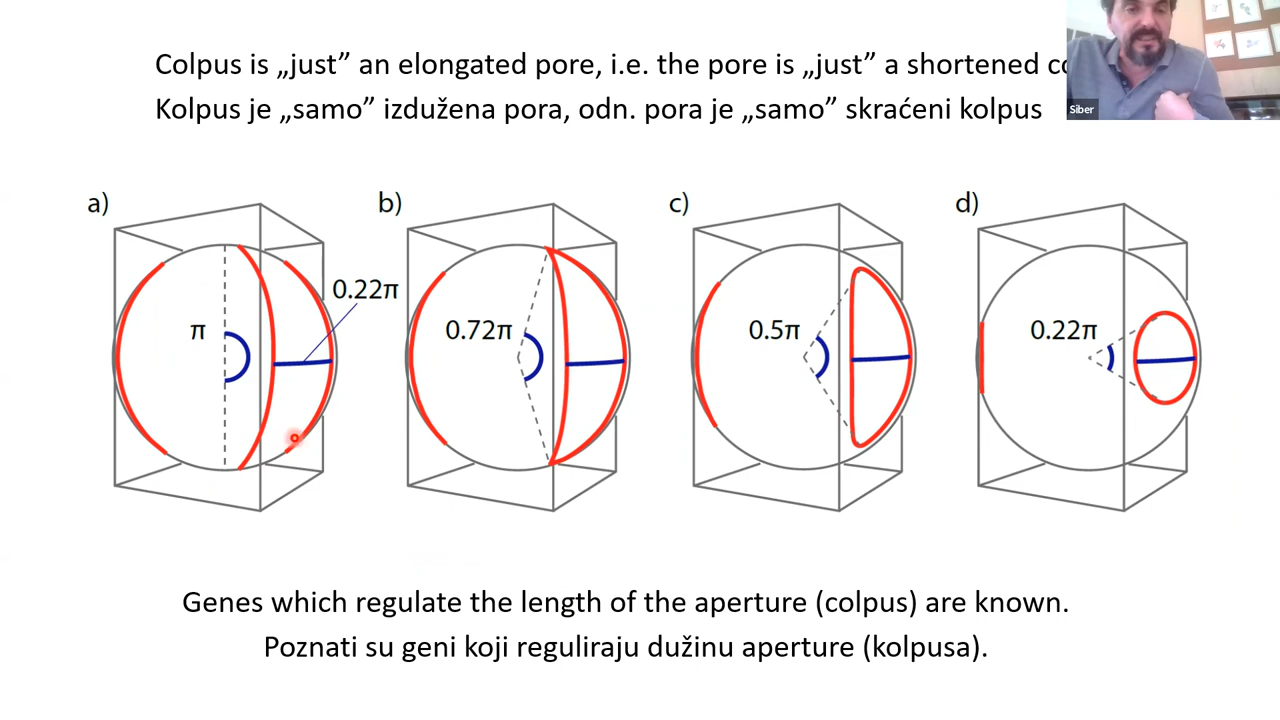 Colpus is „just” an elongated pore, i.e. the pore is „just” a shortened
Kolpus je „samo” izdužena pora, odn. pora je „samo” skraćeni kolpus
Siber
a) b) c) d)
0.22π
π 0.72π 0.5π 0.22π
Genes which regulate the length of the aperture (colpus) are known.
Poznati su geni koji reguliraju dužinu aperture (kolpusa).